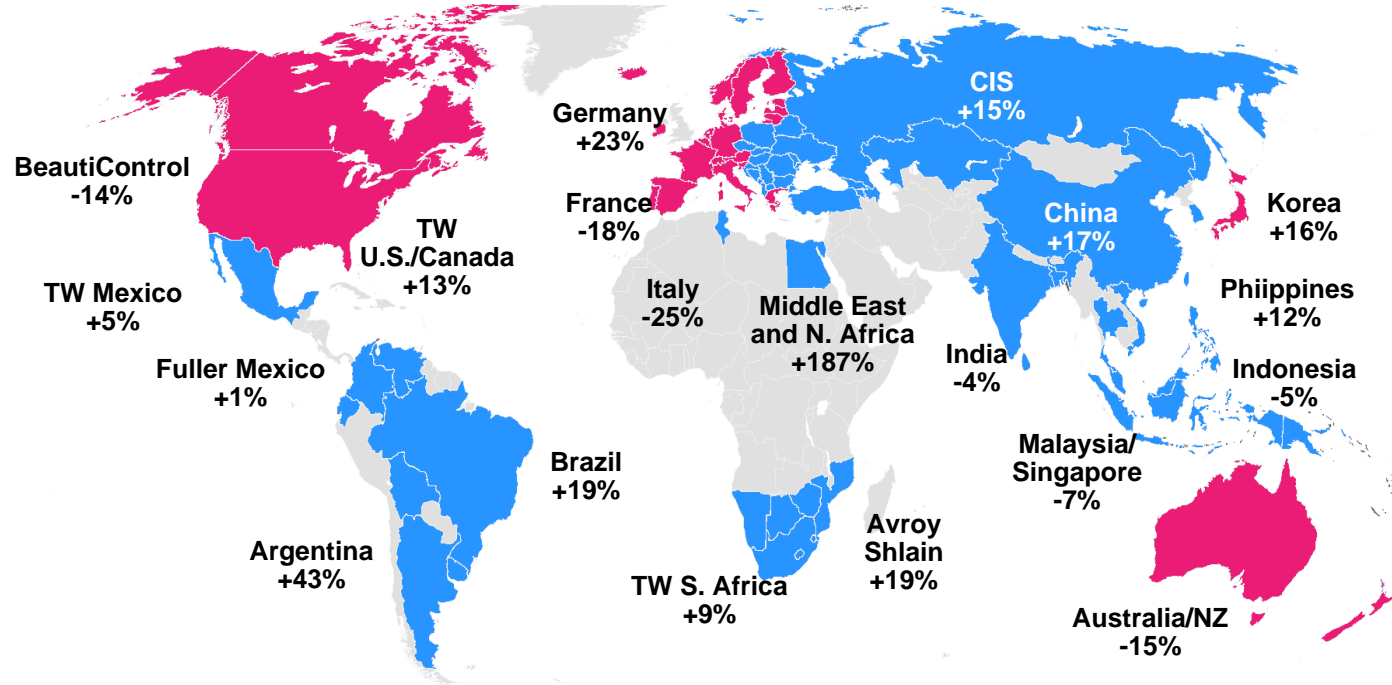 CIS
+15%
Germany
+23%
BeautiControl
-14%
France
-18%
China
+17%
Korea
+16%
TW
U.S./Canada
+13%
TW Mexico
+5%
Italy
-25%
Middle East
and N. Africa
+187%
Phiippines
+12%
India
-4%
Fuller Mexico
+1%
Indonesia
-5%
Malaysia/
Singapore
-7%
Brazil
+19%
Avroy
Shlain
+19%
Argentina
+43%
TW S. Africa
+9%
Australia/NZ
-15%